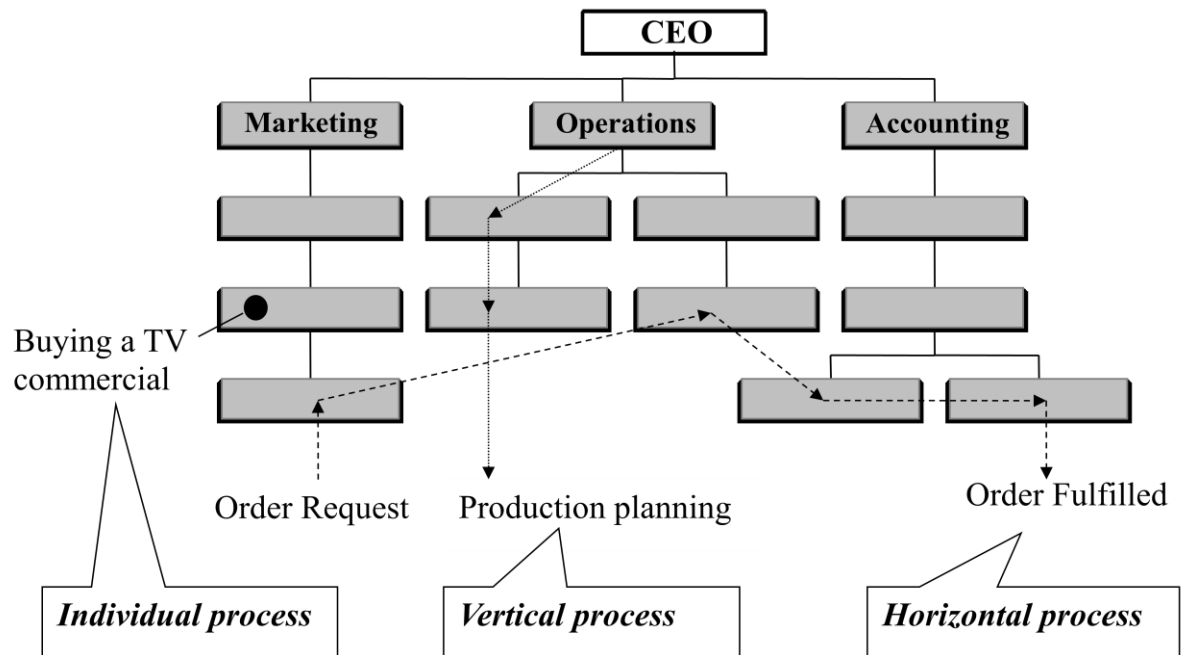 CEO
Marketing
Operations
Accounting
Buying a TV
commercial
Order Request
Production planning
Order Fulfilled
Individual process
Vertical process
Horizontal process